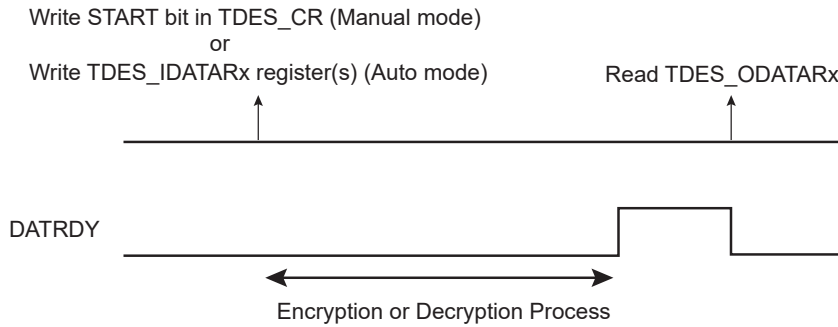 Write START bit in TDES_CR (Manual mode)
or
Write TDES_IDATARx register(s) (Auto mode)
Read TDES_ODATARx
DATRDY
Encryption or Decryption Process